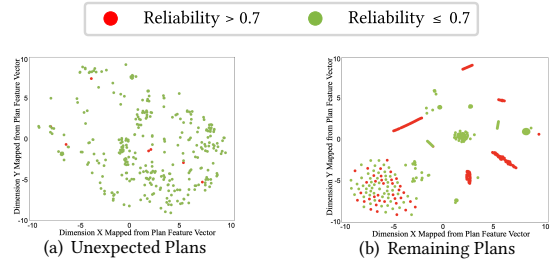 Reliability > 0.7
Reliability ≤ 0.7
Dimension Y Mapped from Plan Feature Vector
10
5
0
-5
-10
-10
-5
0
5
10
Dimension X Mapped from Plan Feature Vector
(a) Unexpected Plans
Dimension Y Mapped from Plan Feature Vector
10
5
0
-5
-10
-10
-5
0
5
10
Dimension X Mapped from Plan Feature Vector
(b) Remaining Plans